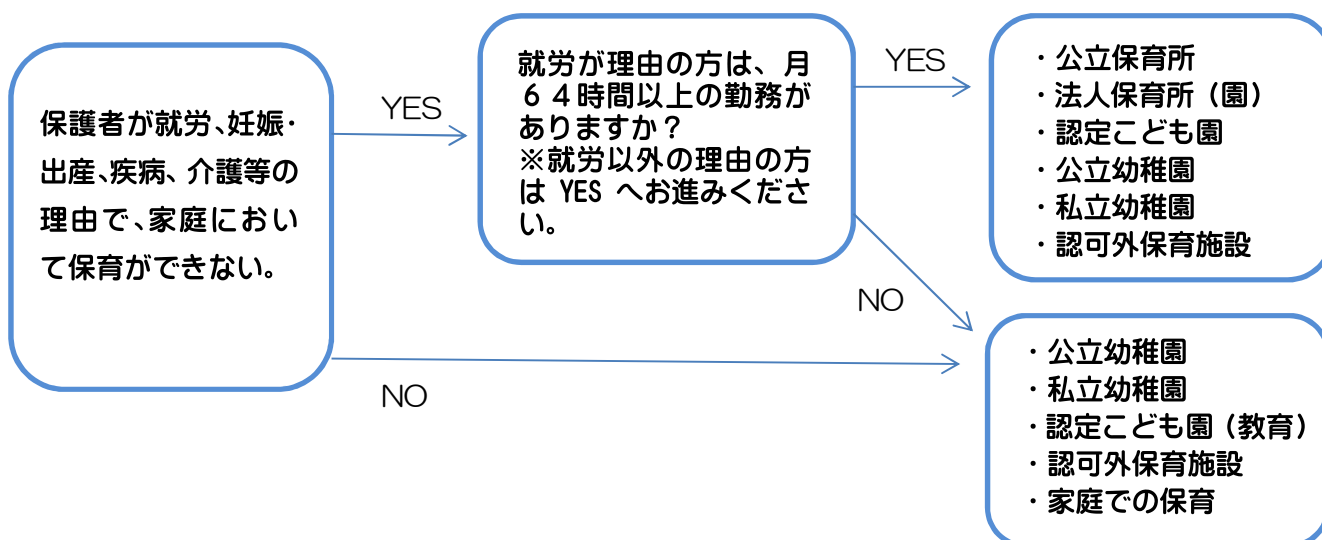 保護者が就労、妊娠・
出産、疾病、介護等の
理由で、家庭におい
て保育ができない。
YES
NO
就労が理由の方は、月
６４時間以上の勤務が
ありますか？
※就労以外の理由の方
は YES へお進みくださ
い。
YES
NO
・公立保育所
・法人保育所（園）
・認定こども園
・公立幼稚園
・私立幼稚園
・認可外保育施設
・公立幼稚園
・私立幼稚園
・認定こども園（教育）
・認可外保育施設
・家庭での保育